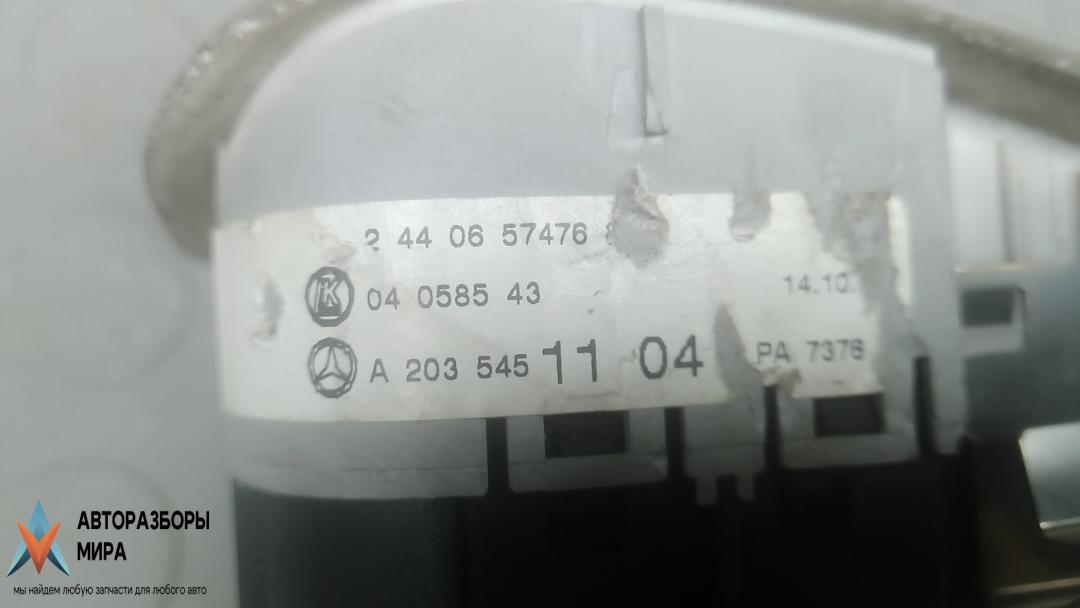 2 44 06 57476
K 04 0585 43
14.10.
A 203 545 11 04
PA 7376
АВТОРАЗБОРЫ
МИРА
мы найдем любую запчасти для любого авто